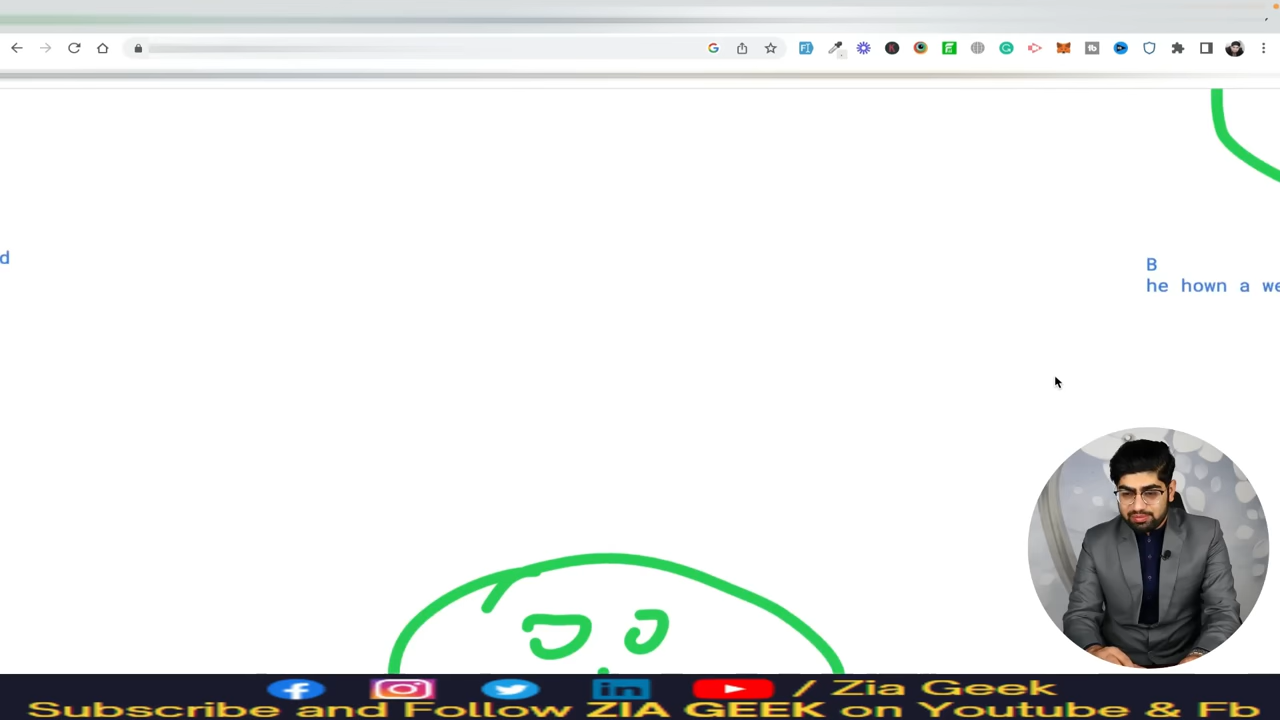 d
B
he hown a we
/ Zia Geek
Subscribe and Follow ZIA GEEK on Youtube & Fb